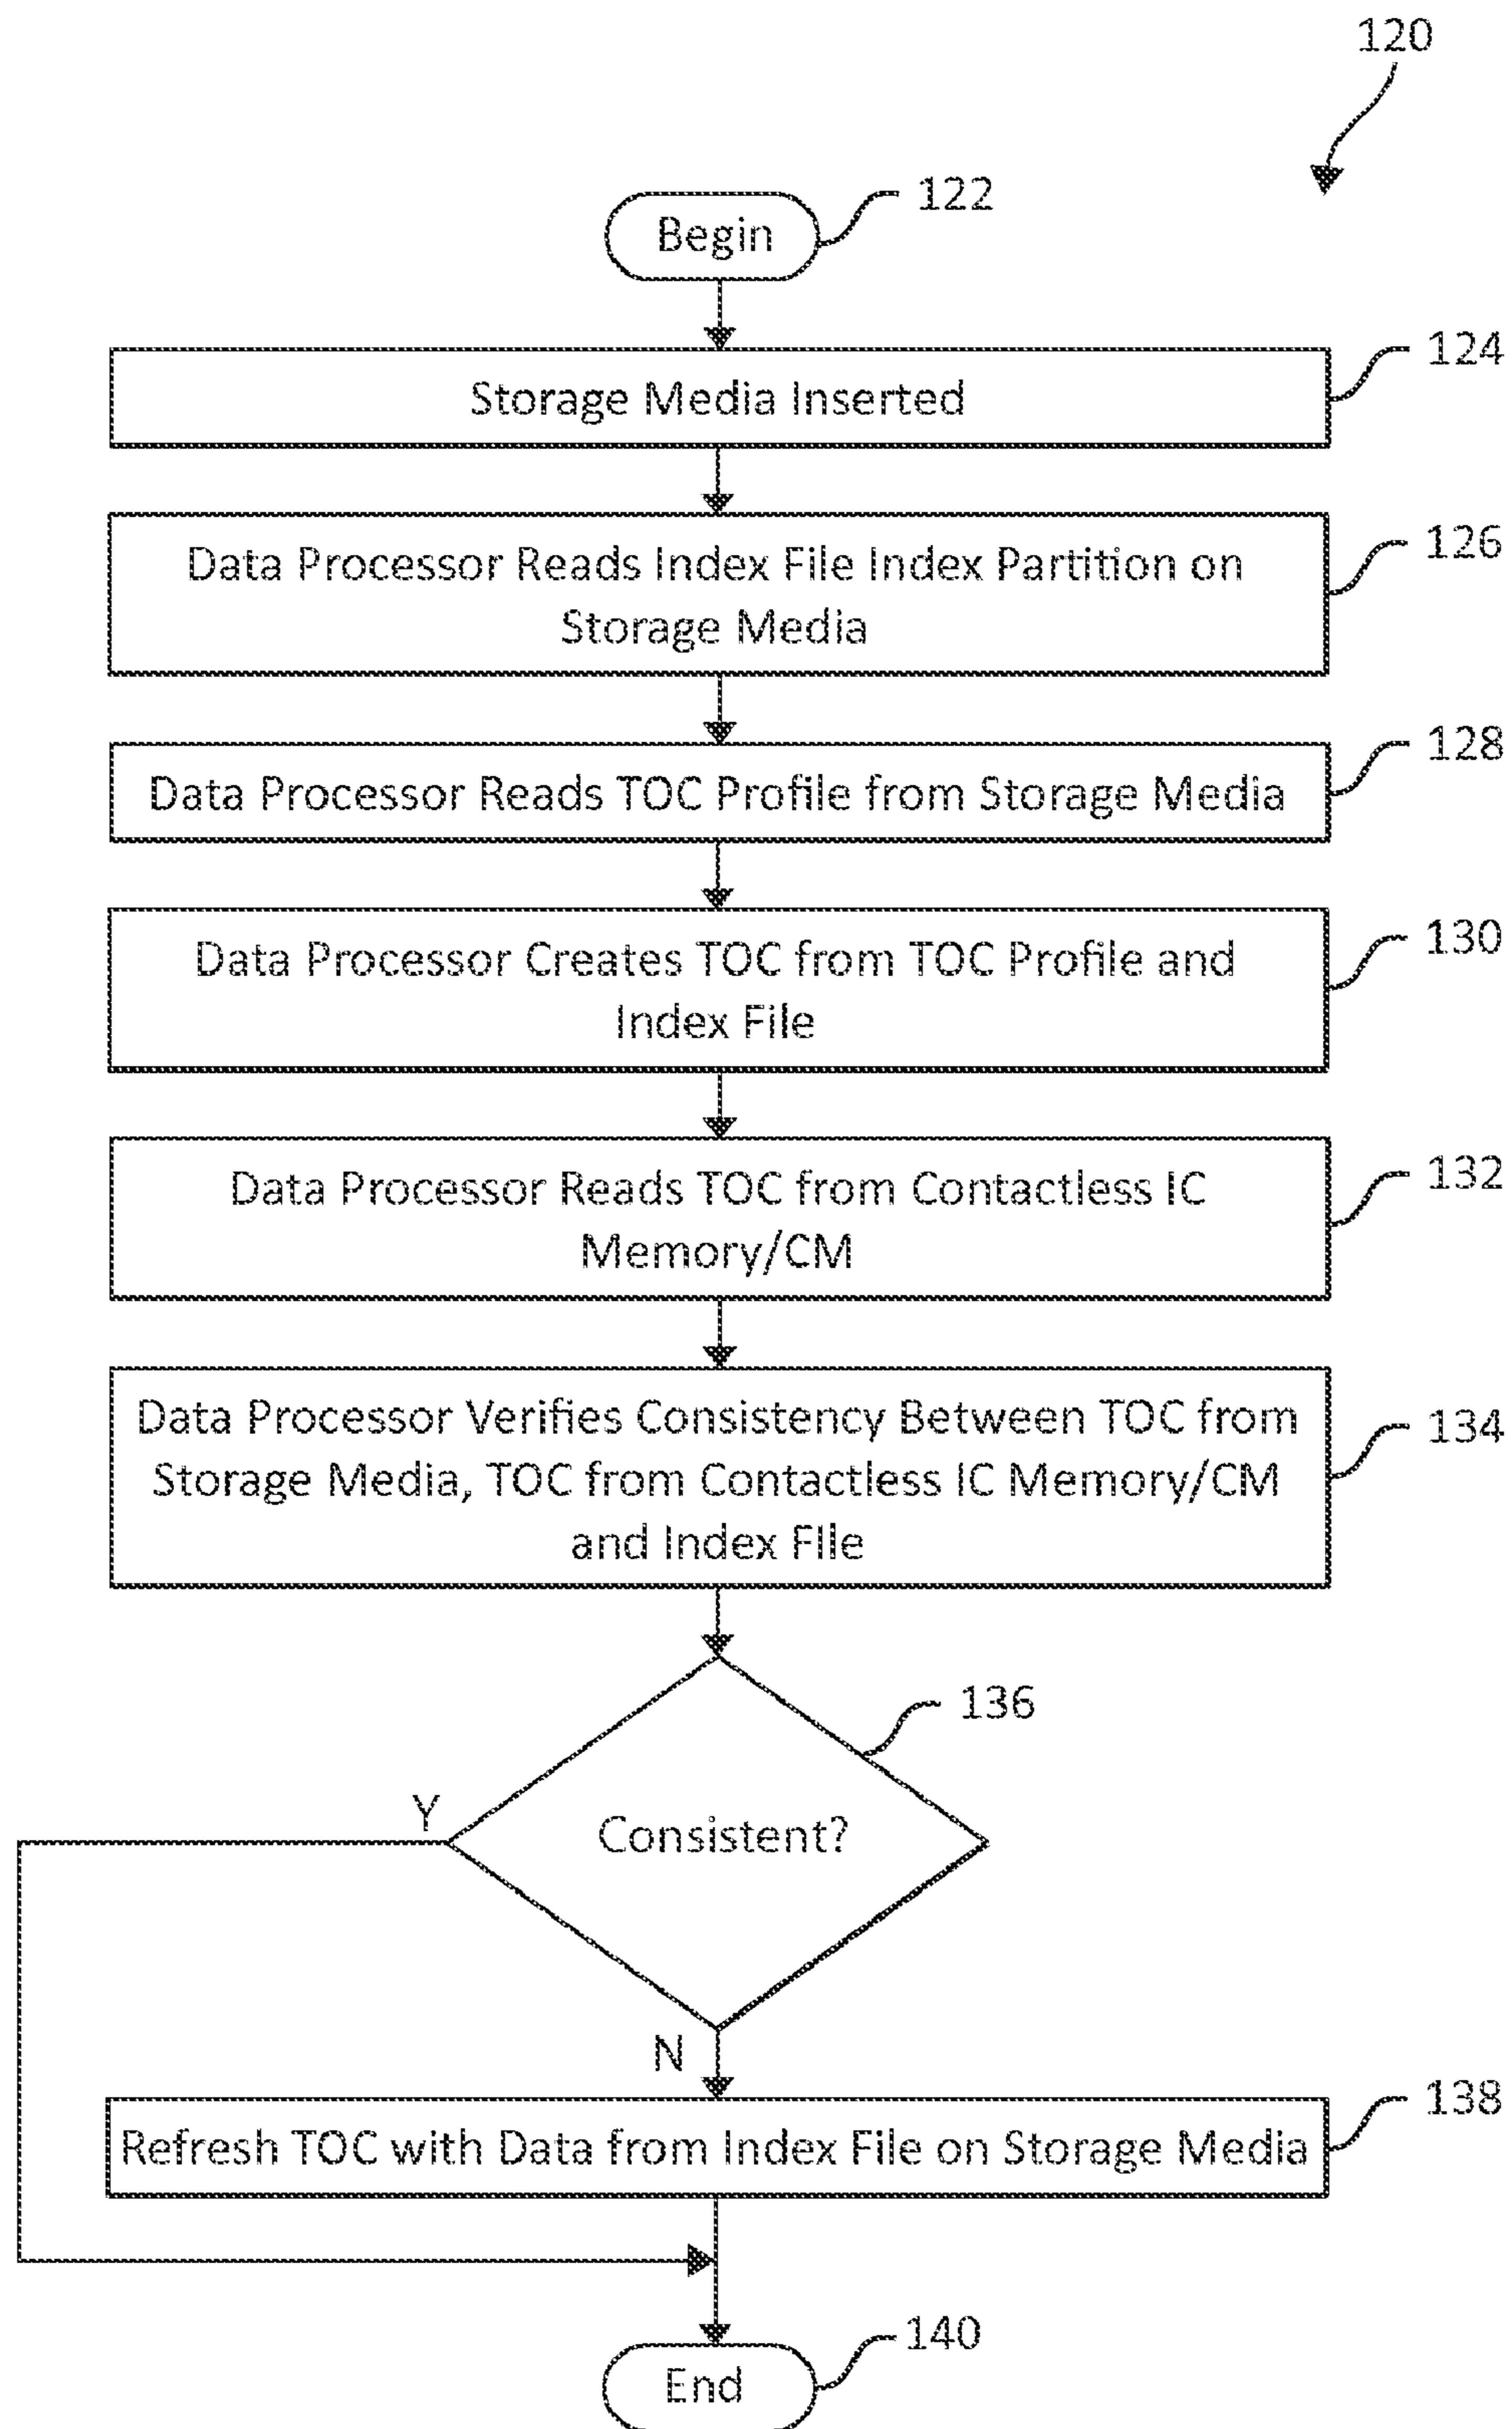 120
122
Begin
124
Storage Media Inserted
126
Data Processor Reads Index File Index Partition on
Storage Media
128
Data Processor Reads TOC Profile from Storage Media
130
Data Processor Creates TOC from TOC Profile and
Index File
132
Data Processor Reads TOC from Contactless IC
Memory/CM
134
Data Processor Verifies Consistency Between TOC from
Storage Media, TOC from Contactless IC Memory/CM
and Index FIle
136
Y
Consistent?
N
138
Refresh TOC with Data from Index File on Storage Media
140
End